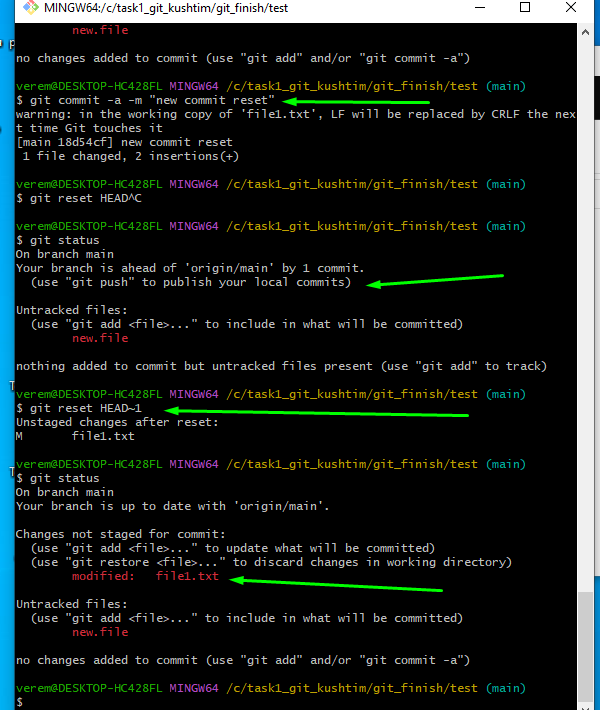 MINGW64:/c/task1_git_kushtim/git_finish/test
new.file
no changes added to commit (use "git add" and/or "git commit -a")
verem@DESKTOP-HC428FL MINGW64 /c/task1_git_kushtim/git_finish/test (main)
$ git commit -a -m "new commit reset"
warning: in the working copy of 'file1.txt', LF will be replaced by CRLF the nex
t time Git touches it
[main 18d54cf] new commit reset
1 file changed, 2 insertions(+)
verem@DESKTOP-HC428FL MINGW64 /c/task1_git_kushtim/git_finish/test (main)
$ git reset HEAD^C
verem@DESKTOP-HC428FL MINGW64 /c/task1_git_kushtim/git_finish/test (main)
$ git status
On branch main
Your branch is ahead of 'origin/main' by 1 commit.
(use "git push" to publish your local commits)
Untracked files:
(use "git add <file>..." to include in what will be committed)
new.file
nothing added to commit but untracked files present (use "git add" to track)
verem@DESKTOP-HC428FL MINGW64 /c/task1_git_kushtim/git_finish/test (main)
$ git reset HEAD~1
Unstaged changes after reset:
M file1.txt
verem@DESKTOP-HC428FL MINGW64 /c/task1_git_kushtim/git_finish/test (main)
$ git status
On branch main
Your branch is up to date with 'origin/main'.
Changes not staged for commit:
(use "git add <file>..." to update what will be committed)
(use "git restore <file>..." to discard changes in working directory)
modified: file1.txt
Untracked files:
(use "git add <file>..." to include in what will be committed)
new.file
no changes added to commit (use "git add" and/or "git commit -a")
verem@DESKTOP-HC428FL MINGW64 /c/task1_git_kushtim/git_finish/test (main)
$